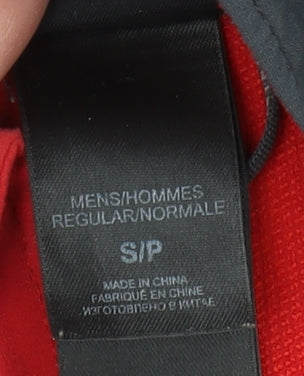 MENS/HOMMES
REGULAR/NORMALE
S/P
MADE IN CHINA
FABRIQUÉ EN CHINE
ИЗГОТОВЛЕНО В КИТАЕ